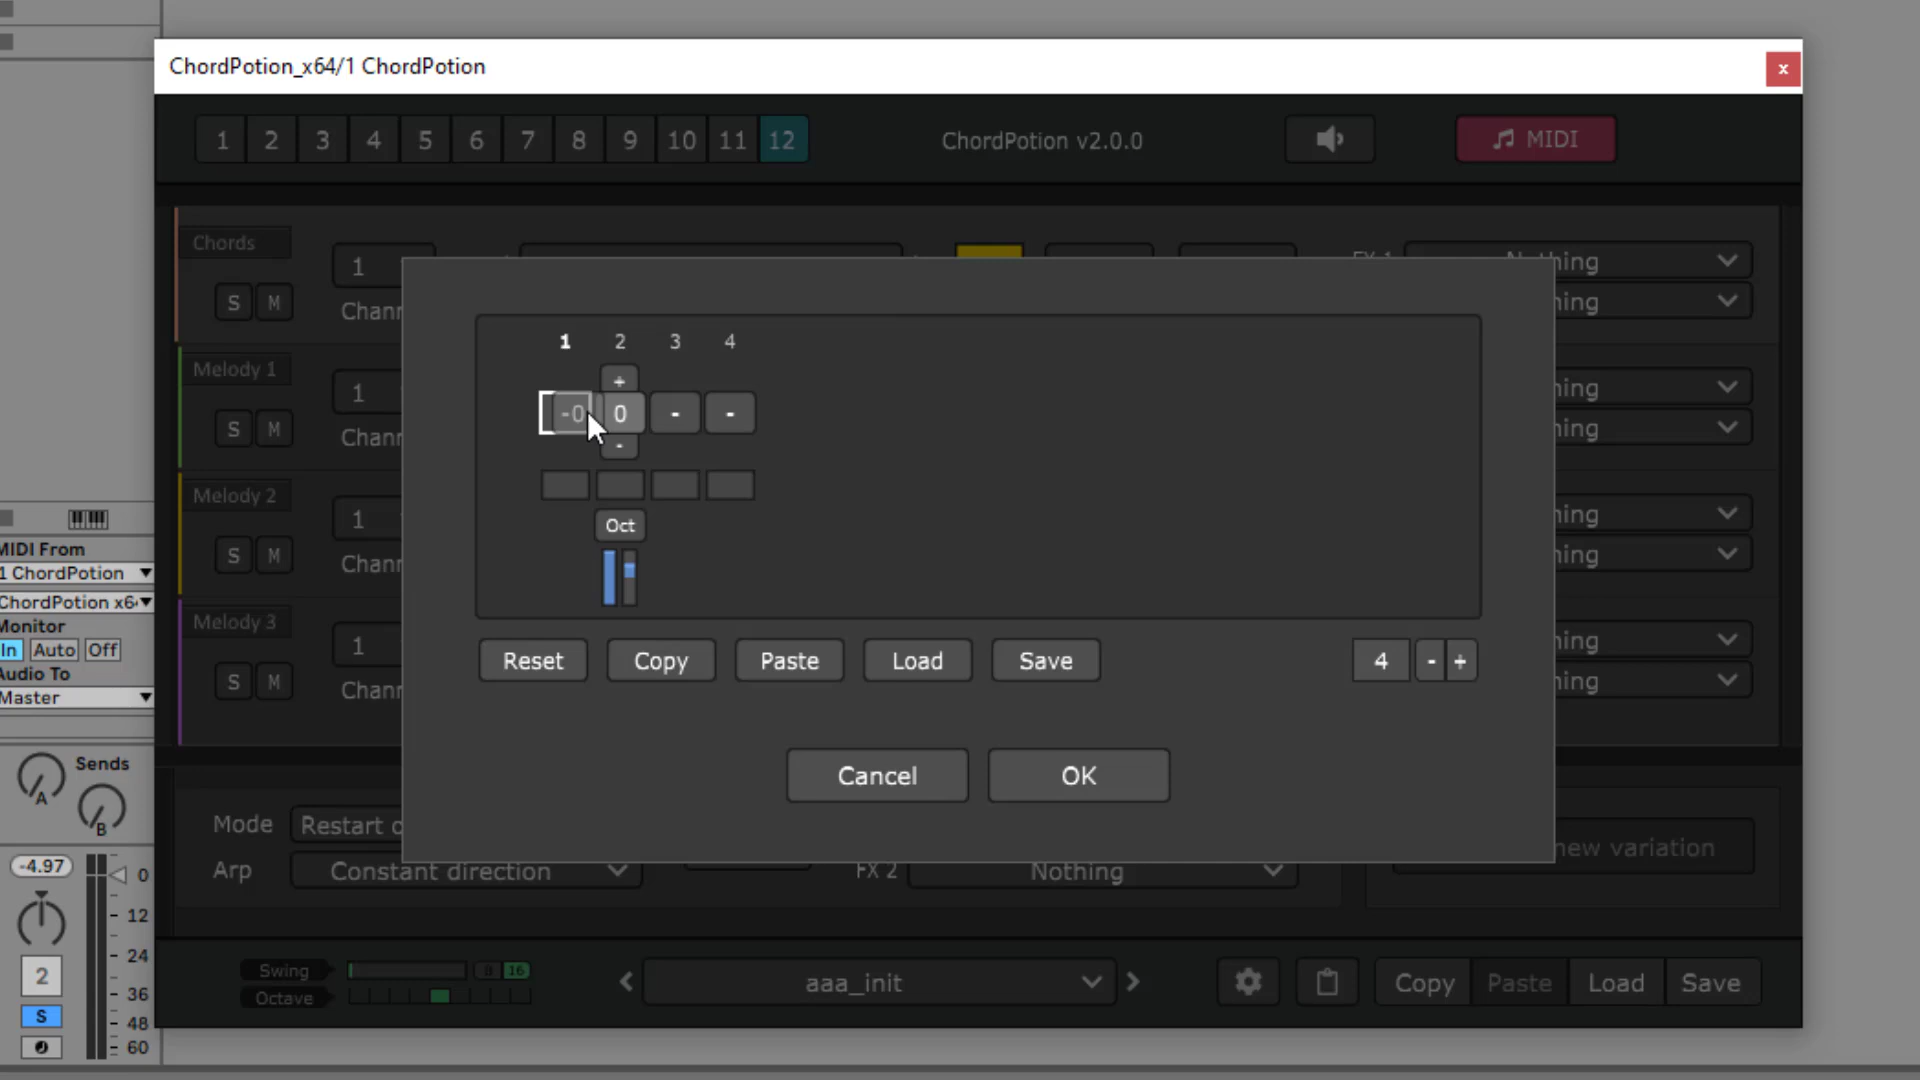 ChordPotion_x64/1 ChordPotion
x
1 2 3 4 5 6 7 8 9 10 11 12
ChordPotion v2.0.0
MIDI
Chords
1
S M
Melody 1
1
S M
Melody 2
1
S M
Melody 3
1
S M
1 2 3 4
+
-0 0 - -
-
Oct
Reset Copy Paste Load Save
4 - +
Cancel OK
MIDI From
1 ChordPotion
Monitor
In Auto Off
Audio To
Master
Sends
A
B
-4.97
0
12
24
36
48
60
2
S
Mode
Arp Constant direction
FX 2 Nothing
new variation
Swing
16
Octave
aaa_init
Copy Paste Load Save